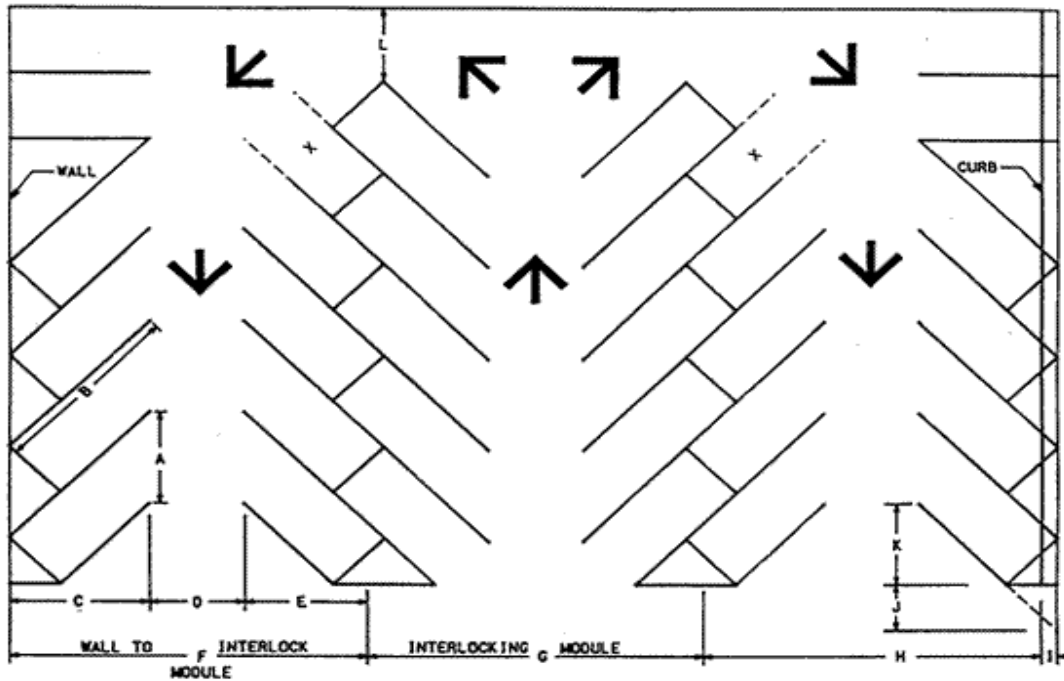 L
X
X
WALL
CURB
B
A
K
C
D
E
J
WALL TO INTERLOCK
F
MODULE
INTERLOCKING MODULE
G
H
I